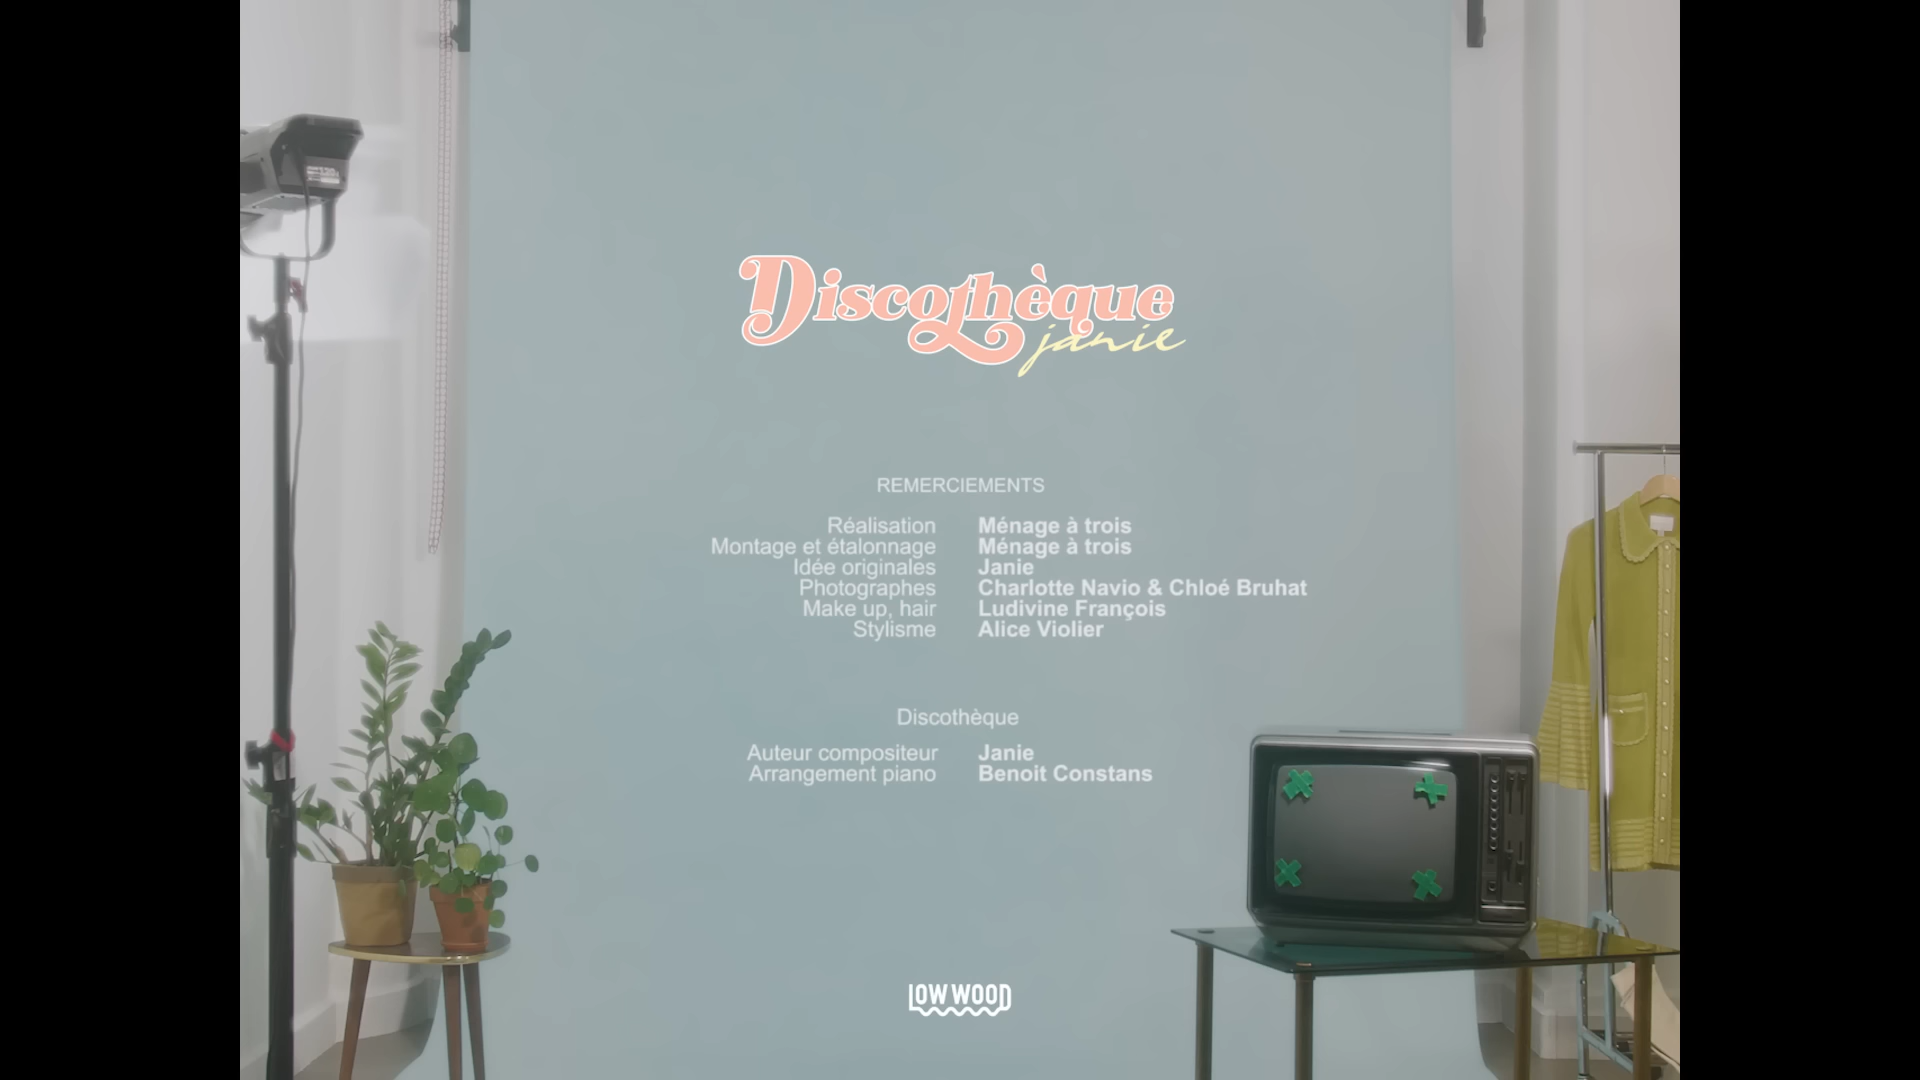 Discothèque
janie
REMERCIEMENTS
Réalisation Ménage à trois
Montage et étalonnage Ménage à trois
Idée originales Janie
Photographes Charlotte Navio & Chloé Bruhat
Make up, hair Ludivine François
Stylisme Alice Violier
Discothèque
Auteur compositeur Janie
Arrangement piano Benoit Constans
LOW WOOD